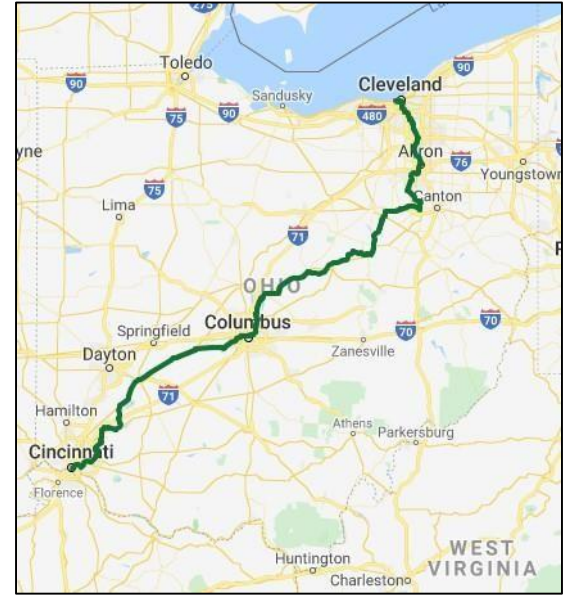 275
Toledo
90
Cleveland
90
Sandusky
480
75
90
yne
Akron
76
Youngstown
75
Lima
Canton
71
OHIO
Columbus
70
70
Springfield
Zanesville
Dayton
71
Hamilton
Athens
Parkersburg
Cincinnati
Florence
WEST
VIRGINIA
Huntington
Charleston